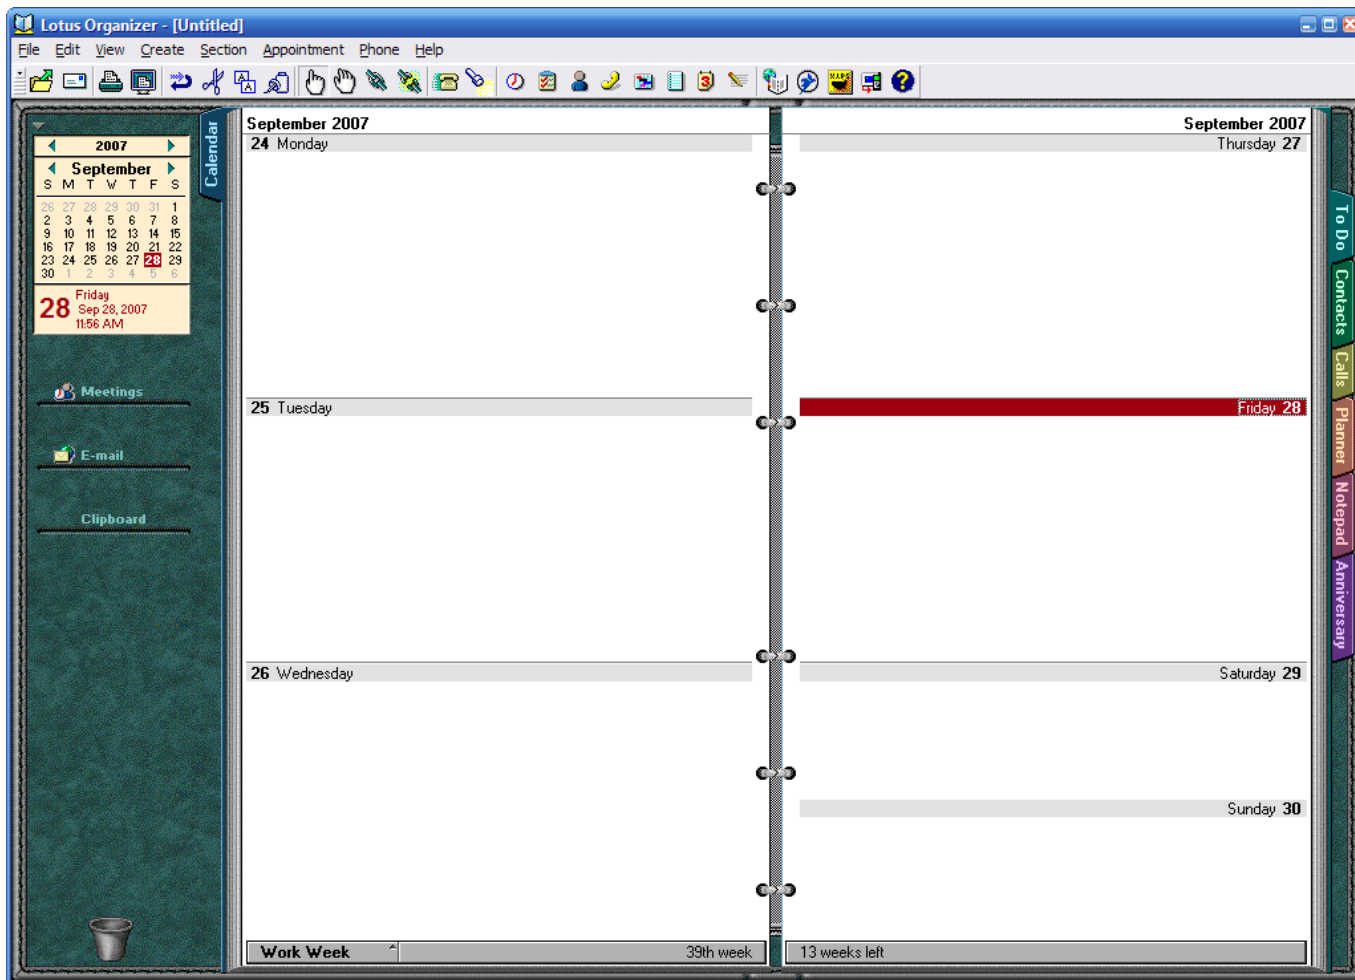 Lotus Organizer - [Untitled]
File Edit View Create Section Appointment Phone Help
2007
September
S M T W T F S
26 27 28 29 30 31 1
2 3 4 5 6 7 8
9 10 11 12 13 14 15
16 17 18 19 20 21 22
23 24 25 26 27 28 29
30 1 2 3 4 5 6
28
Friday
Sep 28, 2007
11:56 AM
Meetings
E-mail
Clipboard
Calendar
September 2007
24 Monday
25 Tuesday
26 Wednesday
Work Week
39th week
September 2007
Thursday 27
Friday 28
Saturday 29
Sunday 30
13 weeks left
To Do
Contacts
Calls
Planner
Notepad
Anniversary